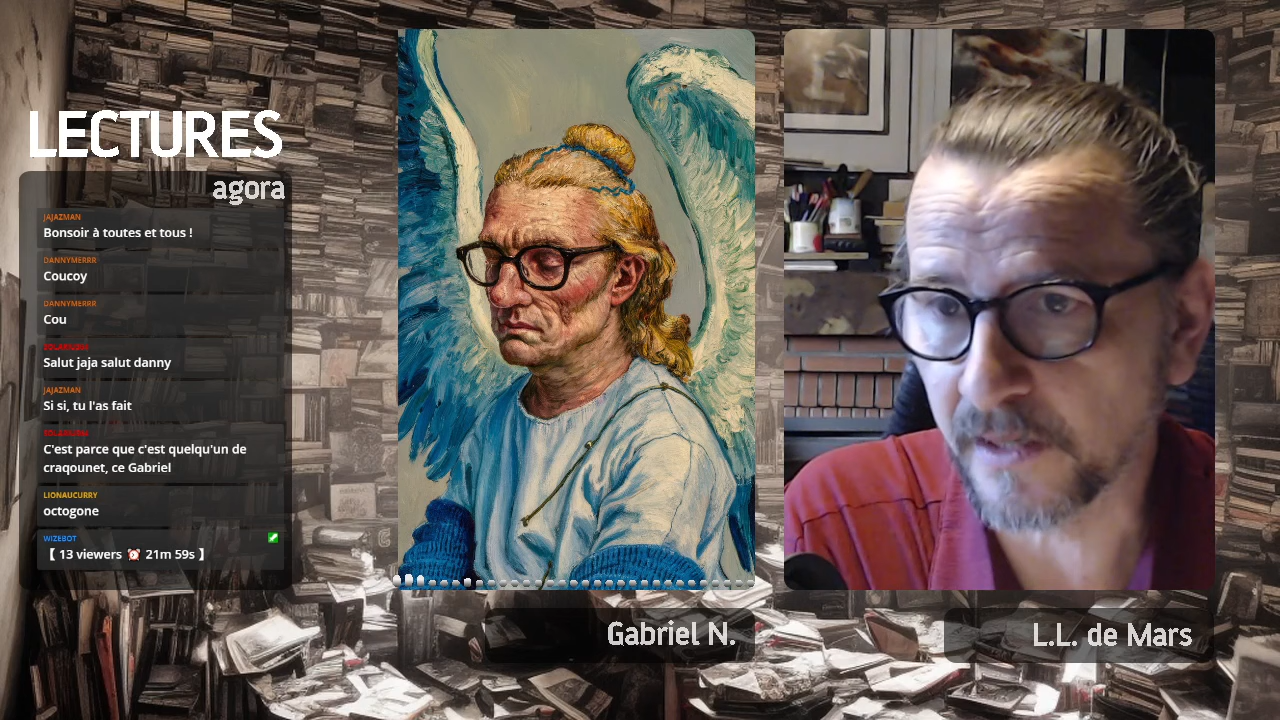 LECTURES
agora
JAJAZMAN
Bonsoir à toutes et tous !
DANNYMERRR
Coucoy
DANNYMERRR
Cou
Salut jaja salut danny
JAJAZMAN
Si si, tu l'as fait
C'est parce que c'est quelqu'un de
craqounet, ce Gabriel
LIONAUCURRY
octogone
WIZEBOT
【 13 viewers ⏰ 21m 59s 】
Gabriel N.
L.L. de Mars